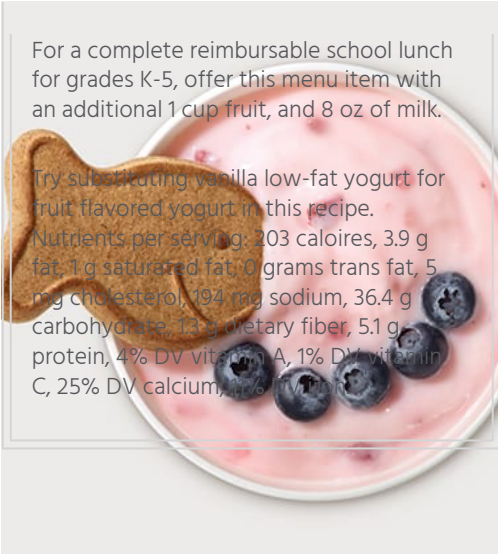 For a complete reimbursable school lunch
for grades K-5, offer this menu item with
an additional 1 cup fruit, and 8 oz of milk.
Try substituting vanilla low-fat yogurt for
fruit flavored yogurt in this recipe.
Nutrients per serving: 203 caloires, 3.9 g
fat, 1 g saturated fat, 0 grams trans fat, 5
mg cholesterol, 194 mg sodium, 36.4 g
carbohydrate, 1.3 g dietary fiber, 5.1 g
protein, 4% DV vitamin A, 1% DV vitamin
C, 25% DV calcium, DV iron